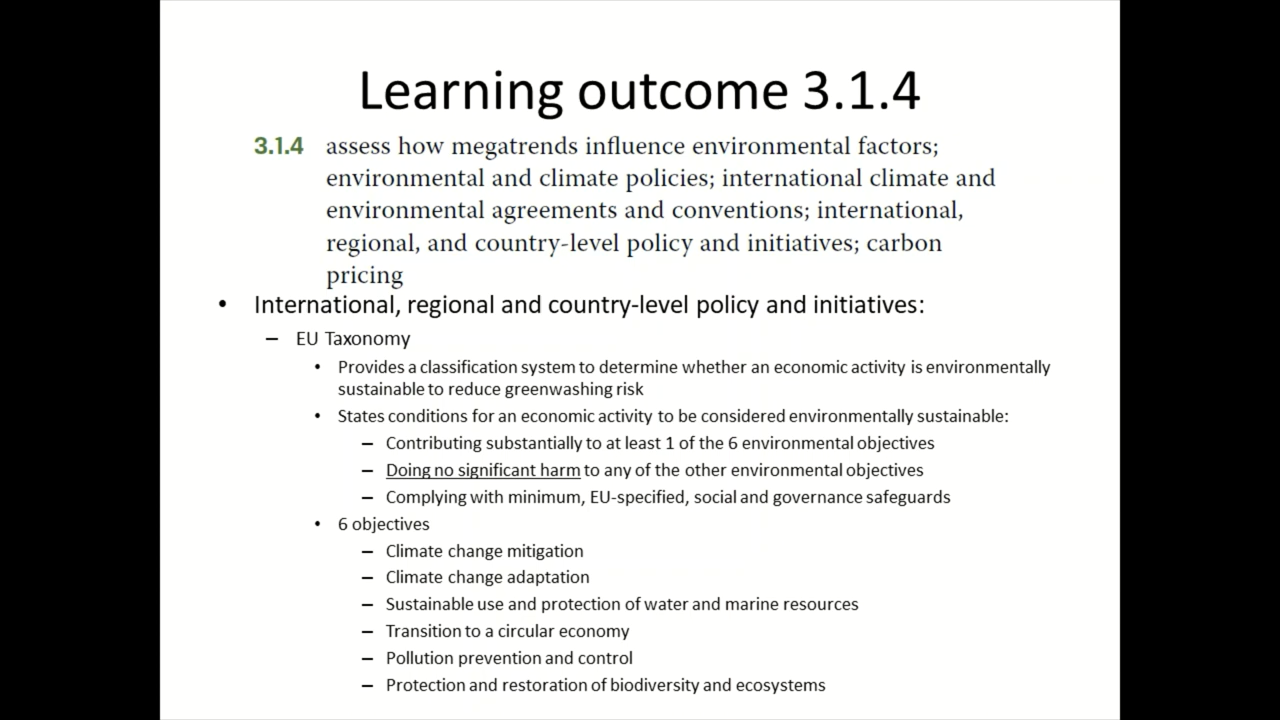 Learning outcome 3.1.4
3.1.4 assess how megatrends influence environmental factors;
environmental and climate policies; international climate and
environmental agreements and conventions; international,
regional, and country-level policy and initiatives; carbon
pricing
• International, regional and country-level policy and initiatives:
– EU Taxonomy
• Provides a classification system to determine whether an economic activity is environmentally
sustainable to reduce greenwashing risk
• States conditions for an economic activity to be considered environmentally sustainable:
– Contributing substantially to at least 1 of the 6 environmental objectives
– Doing no significant harm to any of the other environmental objectives
– Complying with minimum, EU-specified, social and governance safeguards
• 6 objectives
– Climate change mitigation
– Climate change adaptation
– Sustainable use and protection of water and marine resources
– Transition to a circular economy
– Pollution prevention and control
– Protection and restoration of biodiversity and ecosystems